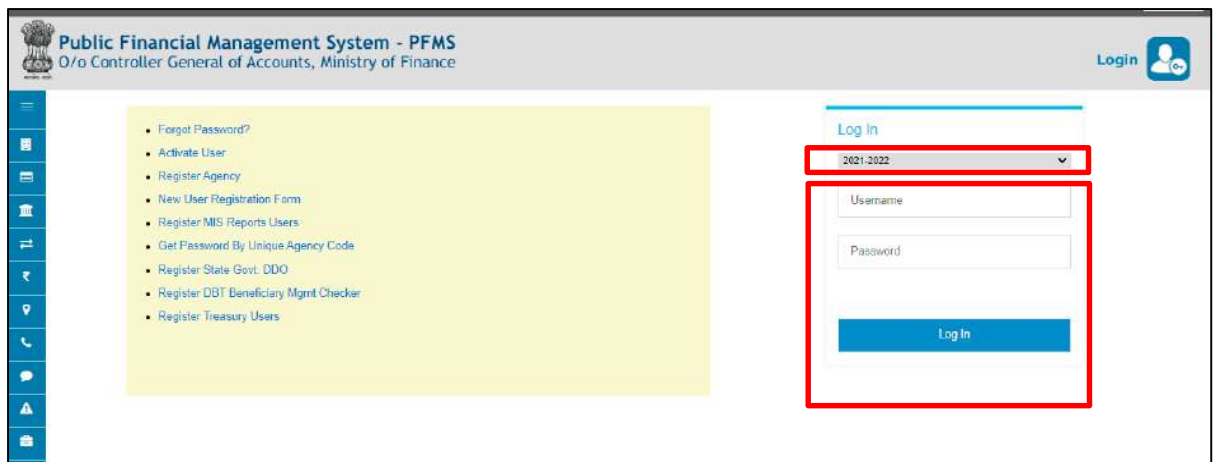 Public Financial Management System - PFMS
O/o Controller General of Accounts, Ministry of Finance
Login
Forgot Password?
Activate User
Register Agency
New User Registration Form
Register MIS Reports Users
Get Password By Unique Agency Code
Register State Govt. DDO
Register DBT Beneficiary Mgmt Checker
Register Treasury Users
Log In
2021-2022
Username
Password
Log In